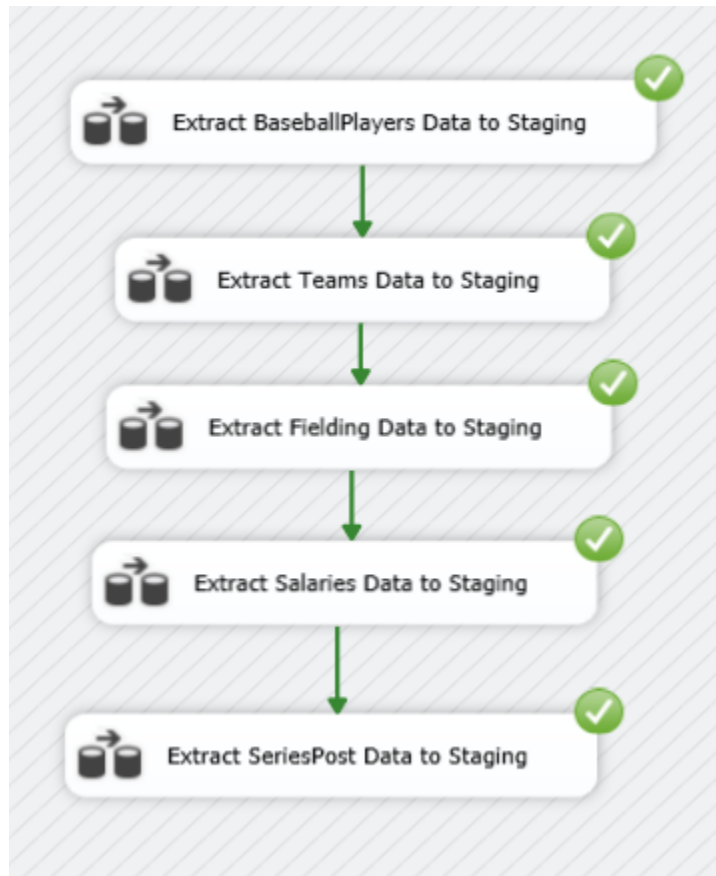 Extract BaseballPlayers Data to Staging
Extract Teams Data to Staging
Extract Fielding Data to Staging
Extract Salaries Data to Staging
Extract SeriesPost Data to Staging